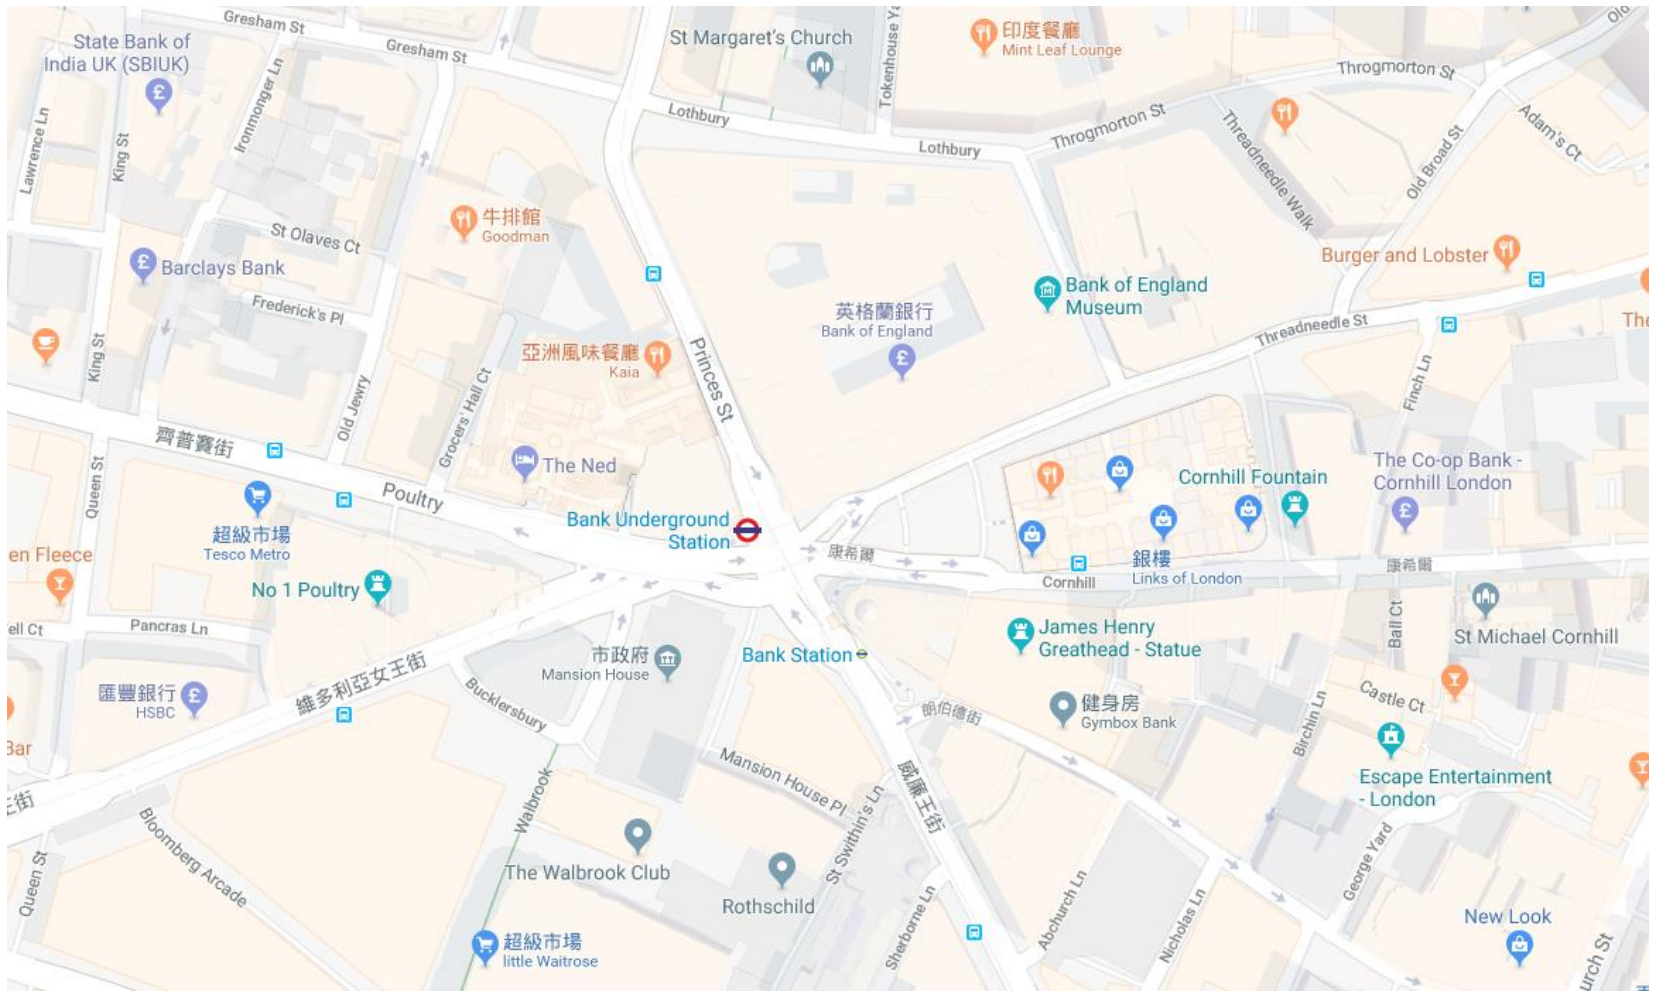 Gresham St
Gresham St
State Bank of
India UK (SBIUK)
Ironmonger Ln
Lawrence Ln
King St
St Margaret's Church
Tokenhouse Ya
印度餐廳
Mint Leaf Lounge
Throgmorton St
Old
Lothbury
Lothbury
Throgmorton St
Threadneedle Walk
Old Broad St
Adam's Ct
牛排館
Goodman
St Olaves Ct
Barclays Bank
Frederick's Pl
Burger and Lobster
Bank of England
Museum
英格蘭銀行
Bank of England
Threadneedle St
The
King St
亞洲風味餐廳
Kaia
Princes St
Grocers' Hall Ct
Old Jewry
Finch Ln
齊普賽街
The Ned
Queen St
Poultry
超級市場
Tesco Metro
Bank Underground
Station
Cornhill Fountain
The Co-op Bank -
Cornhill London
康希爾
銀樓
Links of London
Cornhill
康希爾
en Fleece
No 1 Poultry
ell Ct
Pancras Ln
市政府
Mansion House
Bank Station
James Henry
Greathead - Statue
Ball Ct
St Michael Cornhill
匯豐銀行
HSBC
維多利亞女王街
Bucklersbury
朗伯德街
健身房
Gymbox Bank
Castle Ct
Birchin Ln
Bar
Mansion House Pl
威廉王街
Escape Entertainment
- London
王街
Walbrook
Bloomberg Arcade
The Walbrook Club
St Swithin's Ln
George Yard
Queen St
Rothschild
Sherborne Ln
Abchurch Ln
Nicholas Ln
New Look
超級市場
little Waitrose
urch St